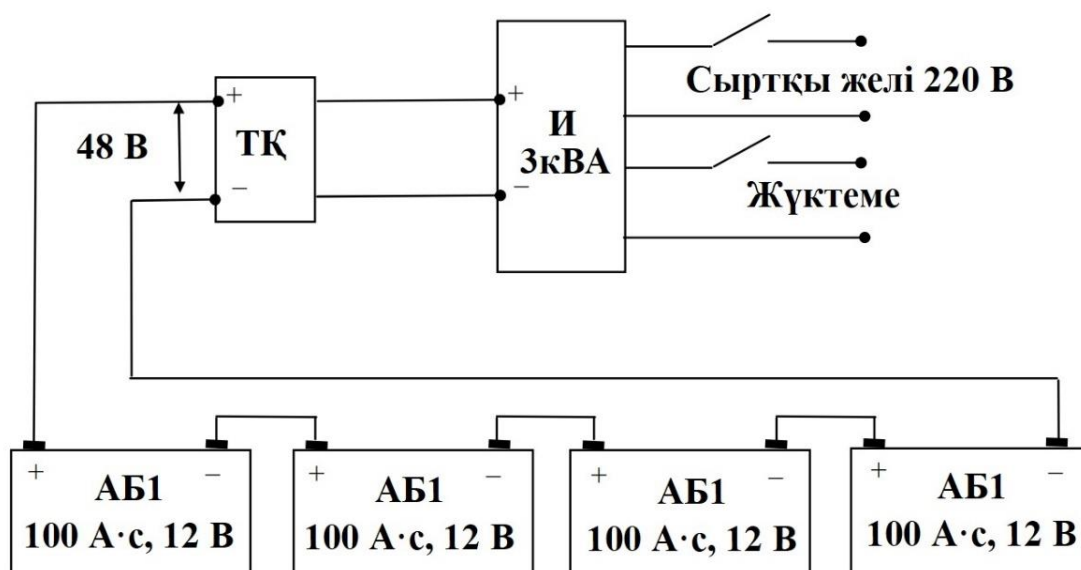 Сыртқы желі 220 В
+
+
48 В
ТҚ
И
3кВА
−
−
Жүктеме
+ −
АБ1
100 А·с, 12 В
+ −
АБ1
100 А·с, 12 В
+ −
АБ1
100 А·с, 12 В
+ −
АБ1
100 А·с, 12 В